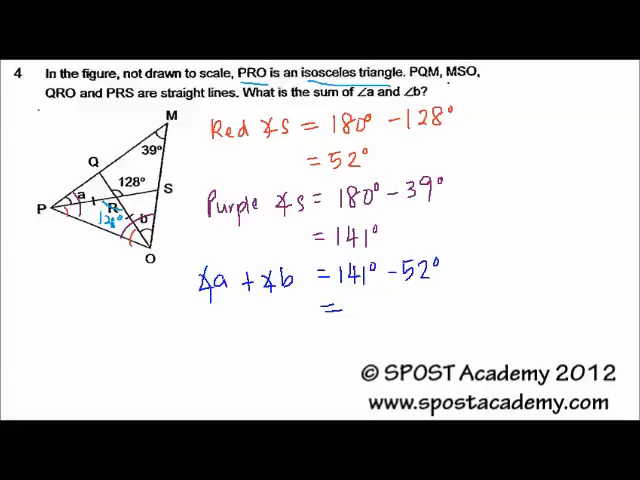 4 In the figure, not drawn to scale, PRO is an isosceles triangle. PQM, MSO,
QRO and PRS are straight lines. What is the sum of ∠a and ∠b?
M
39°
Q
128°
S
a
P
R
128°
b
O
Red ∡s = 180° - 128°
= 52°
Purple ∡s = 180° - 39°
= 141°
∡a + ∡b = 141° - 52°
=
© SPOST Academy 2012
www.spostacademy.com